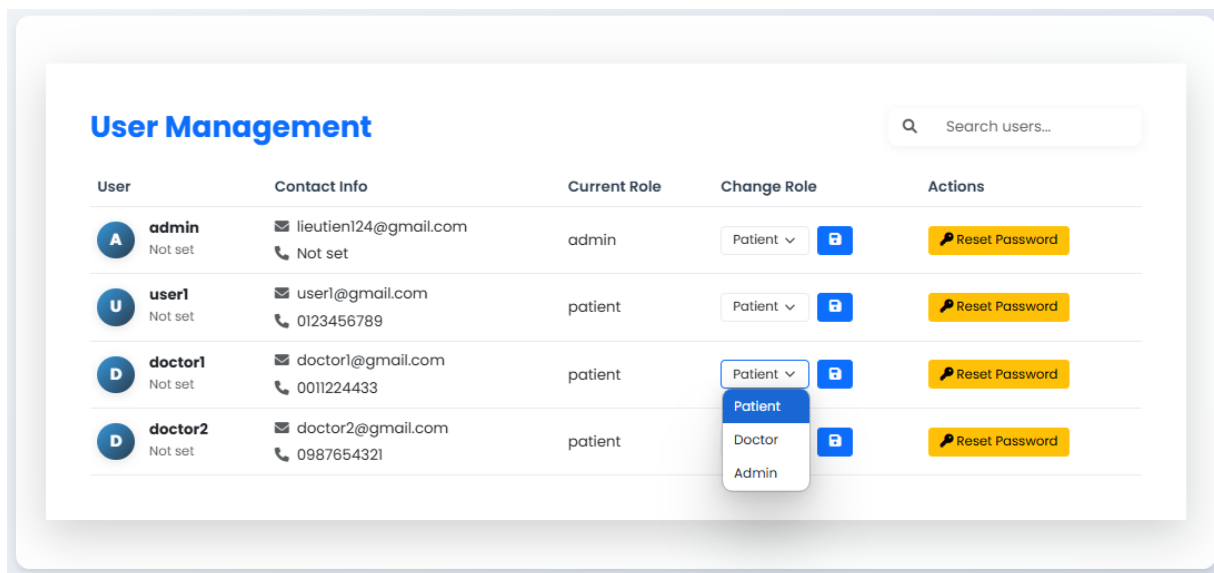 User Management
Search users...
User Contact Info Current Role Change Role Actions
A admin lieutien124@gmail.com admin Patient Reset Password
Not set Not set
U user1 user1@gmail.com patient Patient Reset Password
Not set 0123456789
D doctor1 doctor1@gmail.com patient Patient Reset Password
Not set 0011224433
Patient
Doctor
Admin
D doctor2 doctor2@gmail.com patient Reset Password
Not set 0987654321